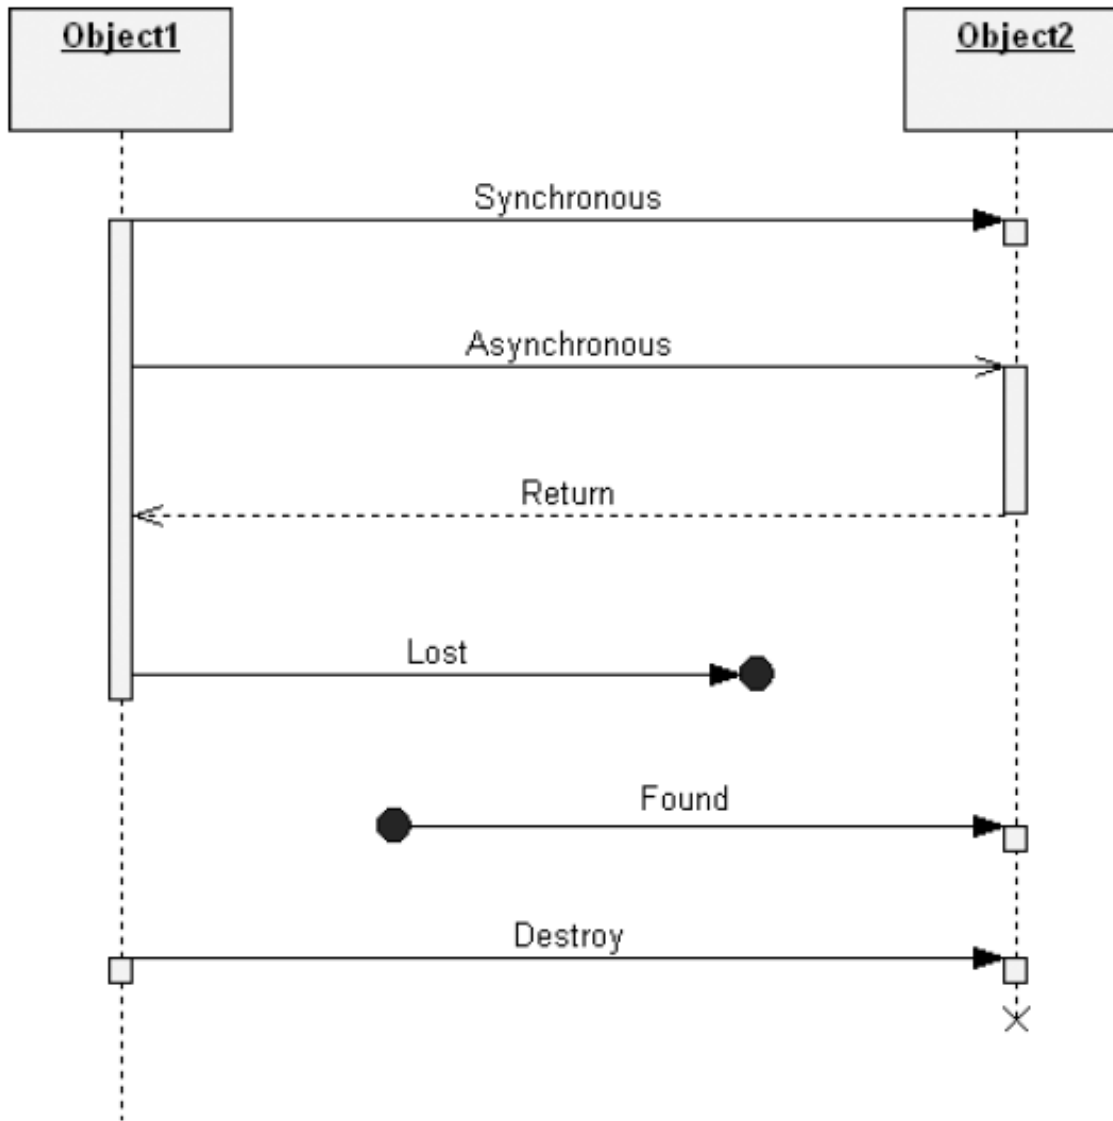 Object1
Object2
Synchronous
Asynchronous
Return
Lost
Found
Destroy